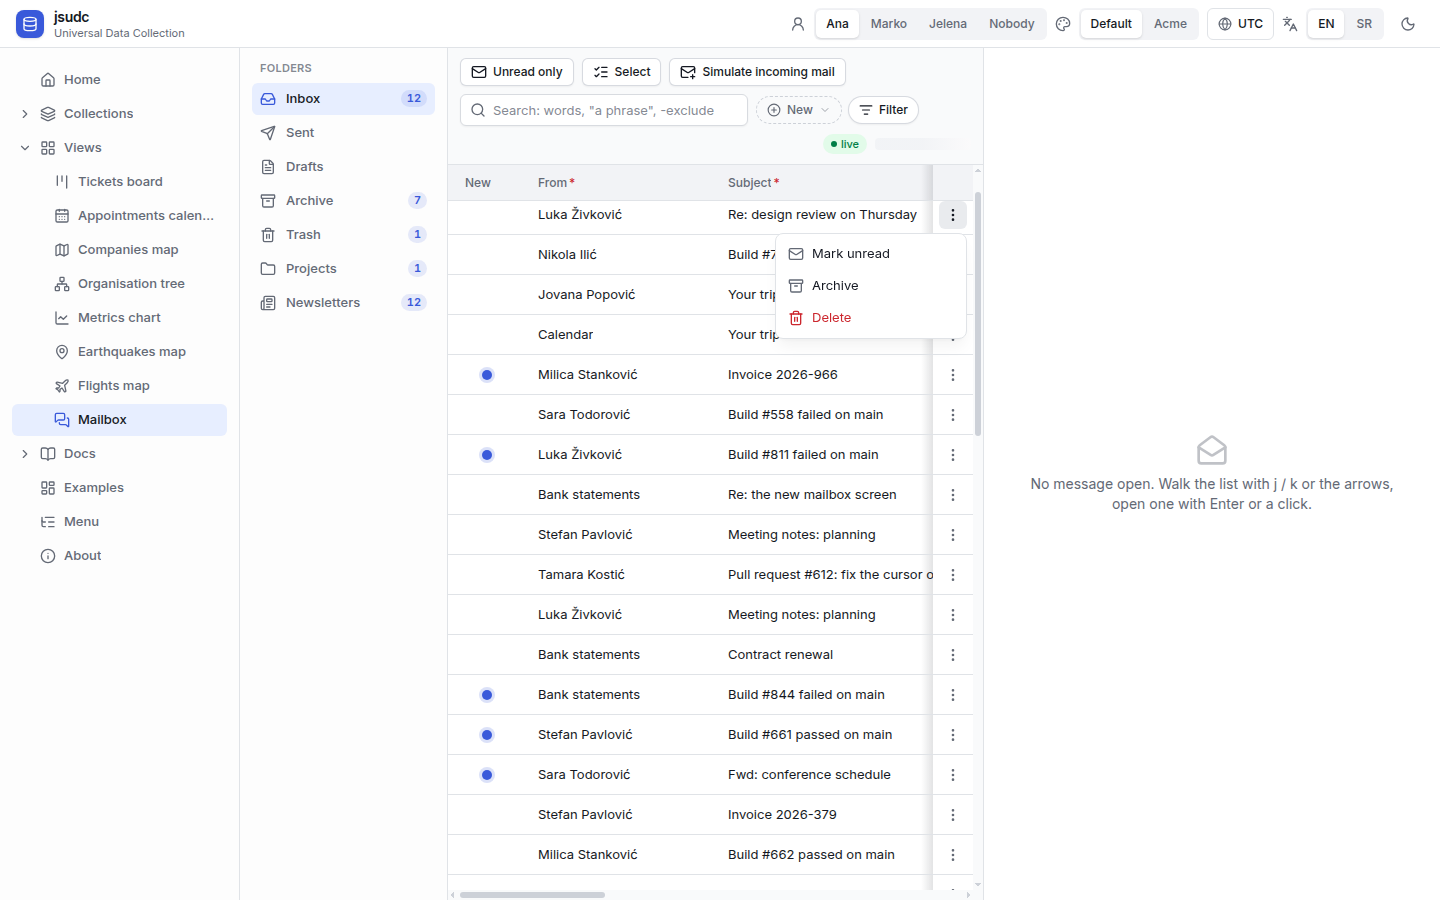 jsudc
Universal Data Collection
Ana Marko Jelena Nobody
Default Acme
UTC
EN SR
Home
Collections
Views
Tickets board
Appointments calen...
Companies map
Organisation tree
Metrics chart
Earthquakes map
Flights map
Mailbox
Docs
Examples
Menu
About
FOLDERS
Inbox 12
Sent
Drafts
Archive 7
Trash 1
Projects 1
Newsletters 12
Unread only Select Simulate incoming mail
Search: words, "a phrase", -exclude New Filter
live
New From* Subject*
Luka Živković Re: design review on Thursday
Nikola Ilić Build #7
Jovana Popović Your trip
Calendar Your trip
Mark unread
Archive
Delete
Milica Stanković Invoice 2026-966
Sara Todorović Build #558 failed on main
Luka Živković Build #811 failed on main
Bank statements Re: the new mailbox screen
Stefan Pavlović Meeting notes: planning
Tamara Kostić Pull request #612: fix the cursor o
Luka Živković Meeting notes: planning
Bank statements Contract renewal
Bank statements Build #844 failed on main
Stefan Pavlović Build #661 passed on main
Sara Todorović Fwd: conference schedule
Stefan Pavlović Invoice 2026-379
Milica Stanković Build #662 passed on main
No message open. Walk the list with j / k or the arrows,
open one with Enter or a click.